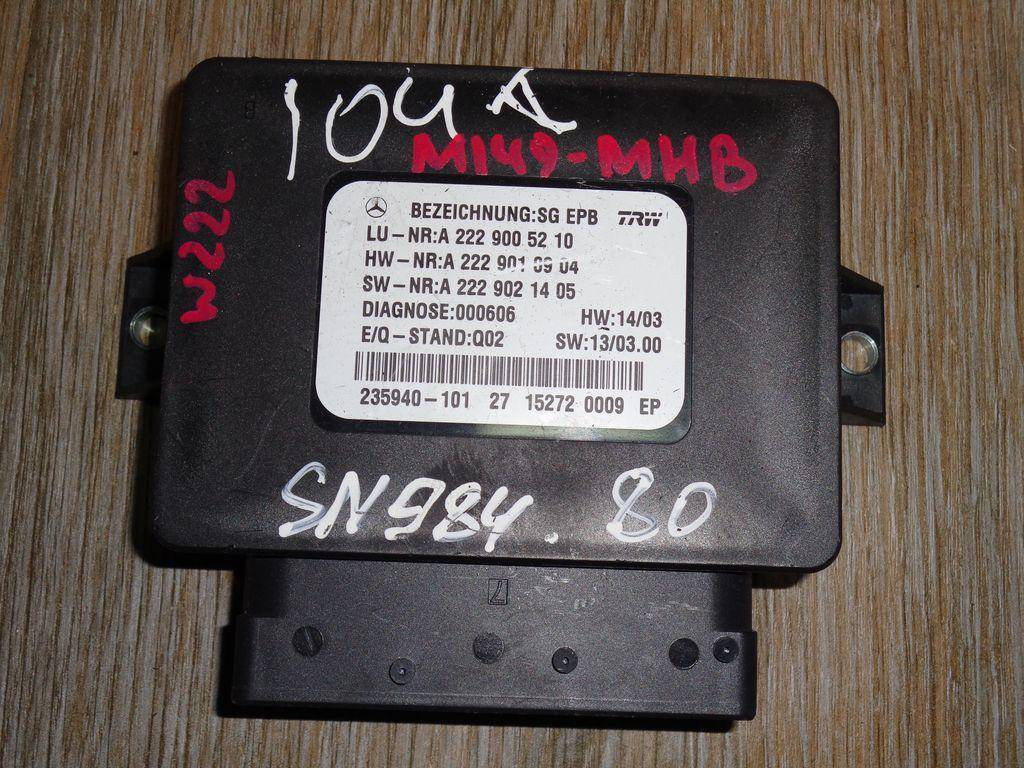 104A
M149-MHB
W222
BEZEICHNUNG:SG EPB TRW
LU-NR:A 222 900 52 10
HW-NR:A 222 901 09 04
SW-NR:A 222 902 14 05
DIAGNOSE:000606 HW:14/03
E/Q-STAND:Q02 SW:13/03.00
235940-101 27 15272 0009 EP
SN984. 80
7